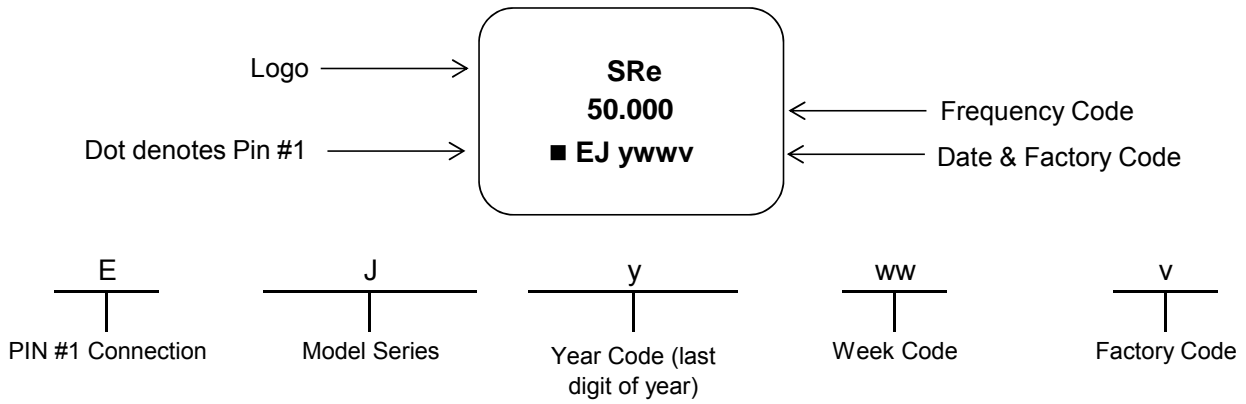 Logo
SRe
50.000
Frequency Code
Dot denotes Pin #1
■ EJ ywwv
Date & Factory Code
E
J
y
ww
v
PIN #1 Connection
Model Series
Year Code (last
digit of year)
Week Code
Factory Code